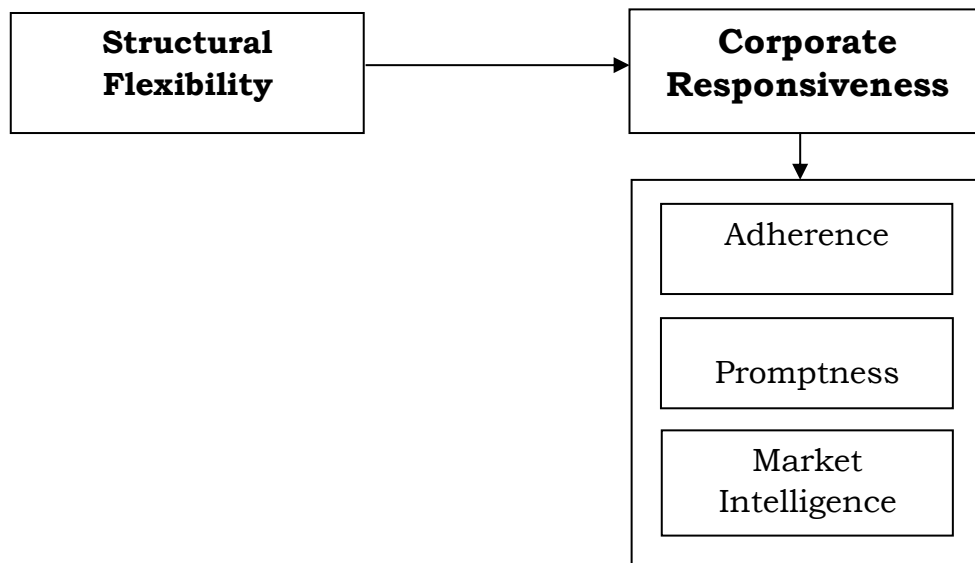 Structural
Flexibility
Corporate
Responsiveness
Adherence
Promptness
Market
Intelligence